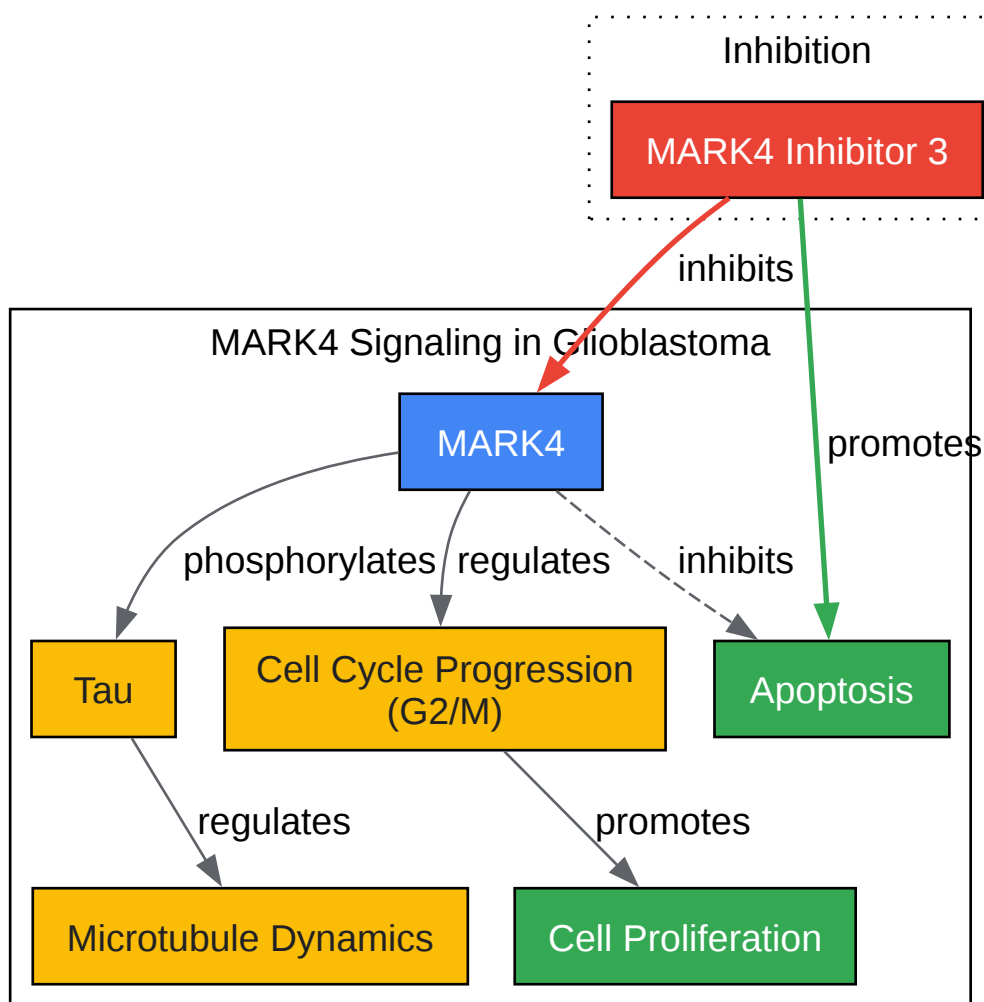 Inhibition
MARK4 Inhibitor 3
inhibits
MARK4 Signaling in Glioblastoma
MARK4
promotes
phosphorylates
regulates
inhibits
Tau
Cell Cycle Progression
(G2/M)
Apoptosis
regulates
promotes
Microtubule Dynamics
Cell Proliferation